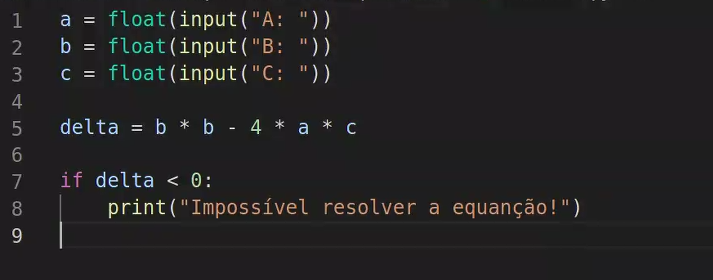 1 a = float(input("A: "))
2 b = float(input("B: "))
3 c = float(input("C: "))
4
5 delta = b * b - 4 * a * c
6
7 if delta < 0:
8     print("Impossível resolver a equanção!")
9